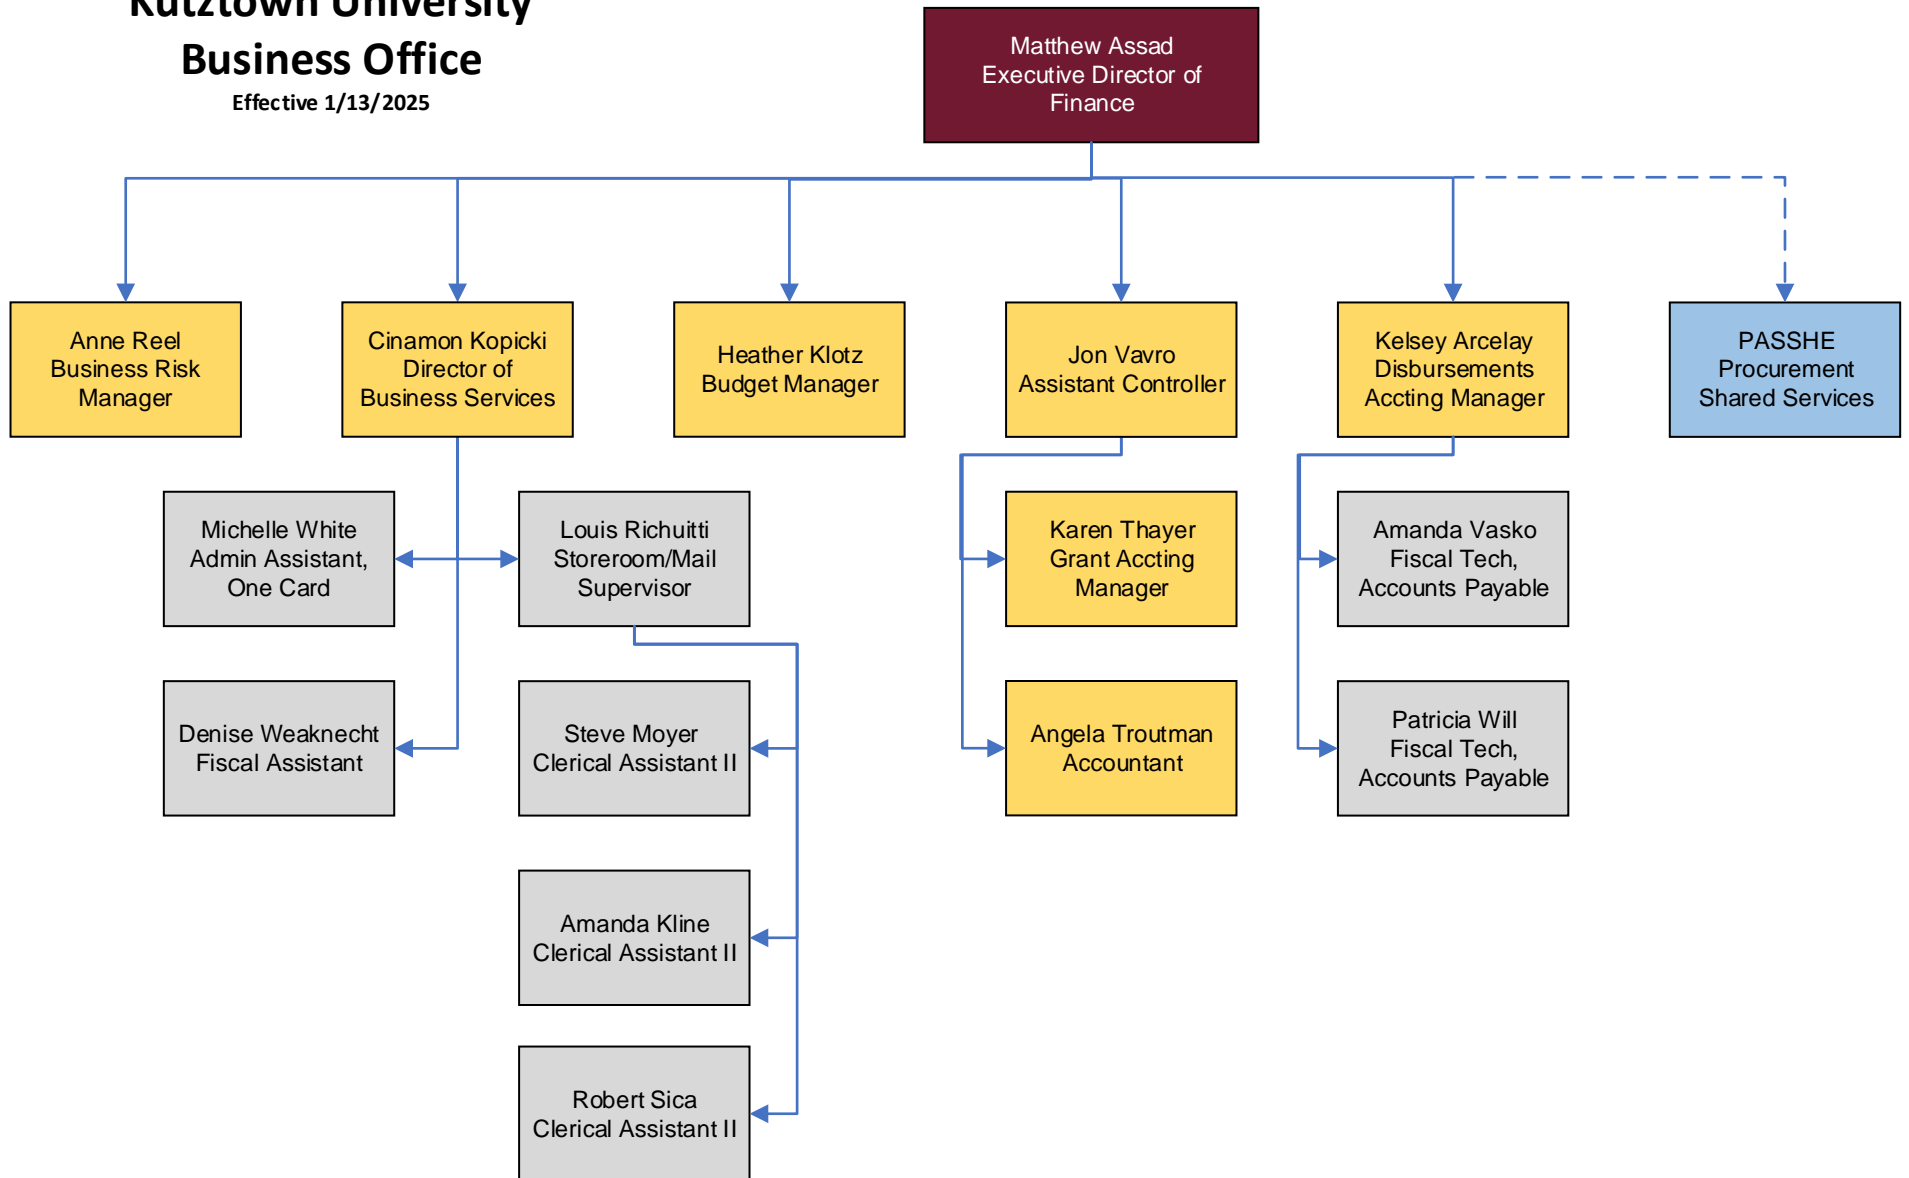 Kutztown University
Business Office
Effective 1/13/2025
Matthew Assad
Executive Director of
Finance
Anne Reel
Business Risk
Manager
Cinamon Kopicki
Director of
Business Services
Heather Klotz
Budget Manager
Jon Vavro
Assistant Controller
Kelsey Arcelay
Disbursements
Accting Manager
PASSHE
Procurement
Shared Services
Michelle White
Admin Assistant,
One Card
Louis Richuitti
Storeroom/Mail
Supervisor
Karen Thayer
Grant Accting
Manager
Amanda Vasko
Fiscal Tech,
Accounts Payable
Denise Weaknecht
Fiscal Assistant
Steve Moyer
Clerical Assistant II
Angela Troutman
Accountant
Patricia Will
Fiscal Tech,
Accounts Payable
Amanda Kline
Clerical Assistant II
Robert Sica
Clerical Assistant II